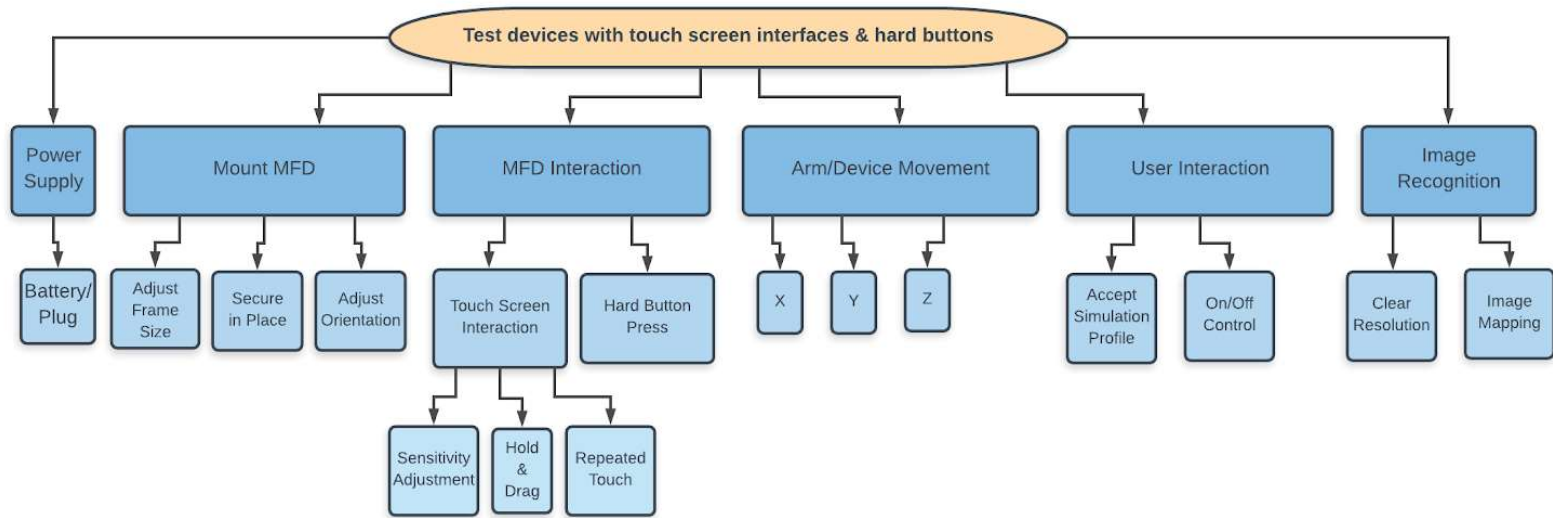 Test devices with touch screen interfaces & hard buttons
Power
Supply
Mount MFD
MFD Interaction
Arm/Device Movement
User Interaction
Image
Recognition
Battery/
Plug
Adjust
Frame
Size
Secure
in Place
Adjust
Orientation
Touch Screen
Interaction
Hard Button
Press
X
Y
Z
Accept
Simulation
Profile
On/Off
Control
Clear
Resolution
Image
Mapping
Sensitivity
Adjustment
Hold
&
Drag
Repeated
Touch